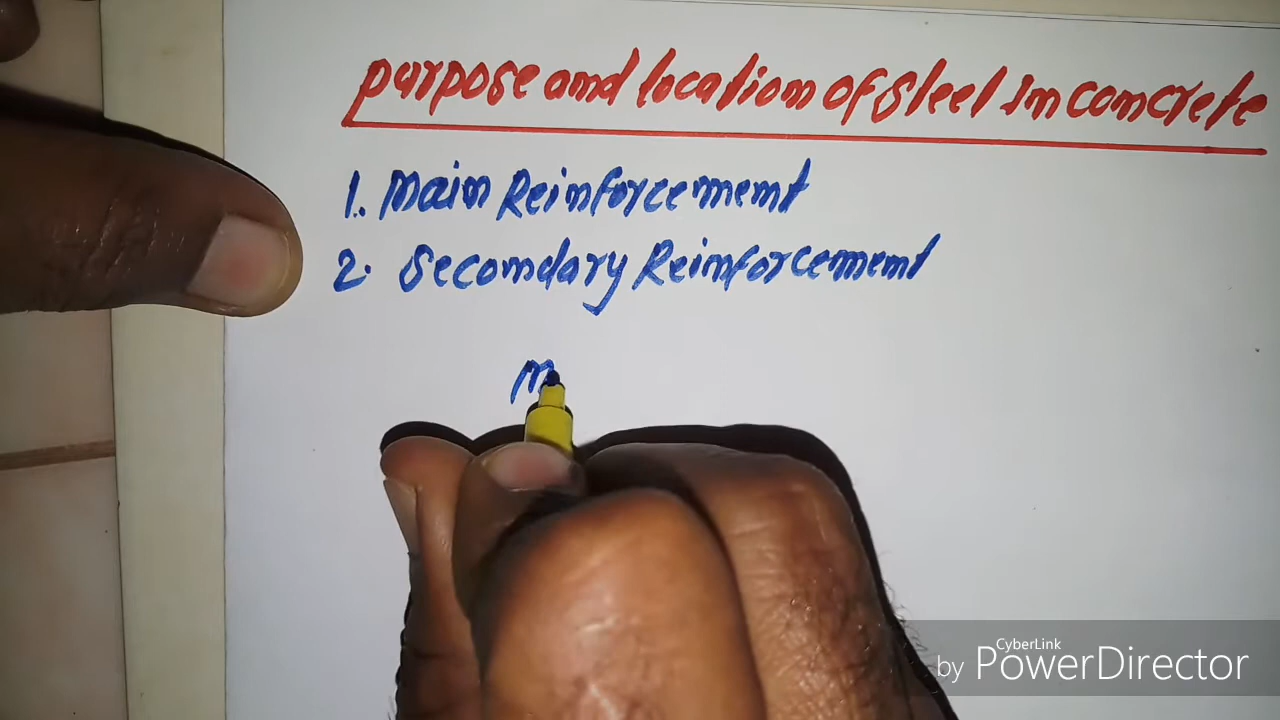 Purpose and location of steel In concrete
1. Main Reinforcement
2. Secondary Reinforcement
M
CyberLink
by PowerDirector